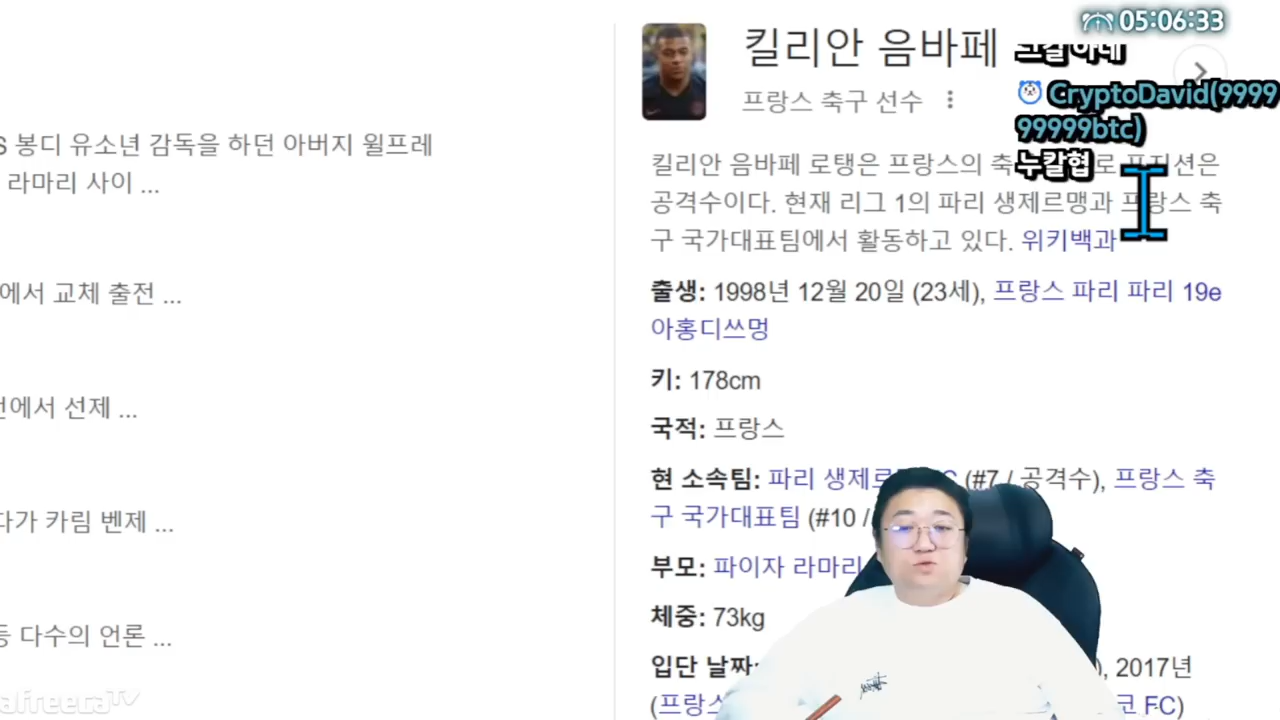 05:06:33
킬리안 음바페
프랑스 축구 선수
CryptoDavid(9999
99999btc)
누칼협
S 봉디 유소년 감독을 하던 아버지 윌프레
라마리 사이 ...
에서 교체 출전 ...
전에서 선제 ...
다가 카림 벤제 ...
등 다수의 언론 ...
킬리안 음바페 로탱은 프랑스의 축 로 포지션은
공격수이다. 현재 리그 1의 파리 생제르맹과 프랑스 축
구 국가대표팀에서 활동하고 있다. 위키백과
출생: 1998년 12월 20일 (23세), 프랑스 파리 파리 19e
아홍디쓰멍
키: 178cm
국적: 프랑스
현 소속팀: 파리 생제르 (#7 / 공격수), 프랑스 축
구 국가대표팀 (#10 /
부모: 파이자 라마리
체중: 73kg
입단 날짜: ), 2017년
(프랑스 코 FC)
afreecaTV